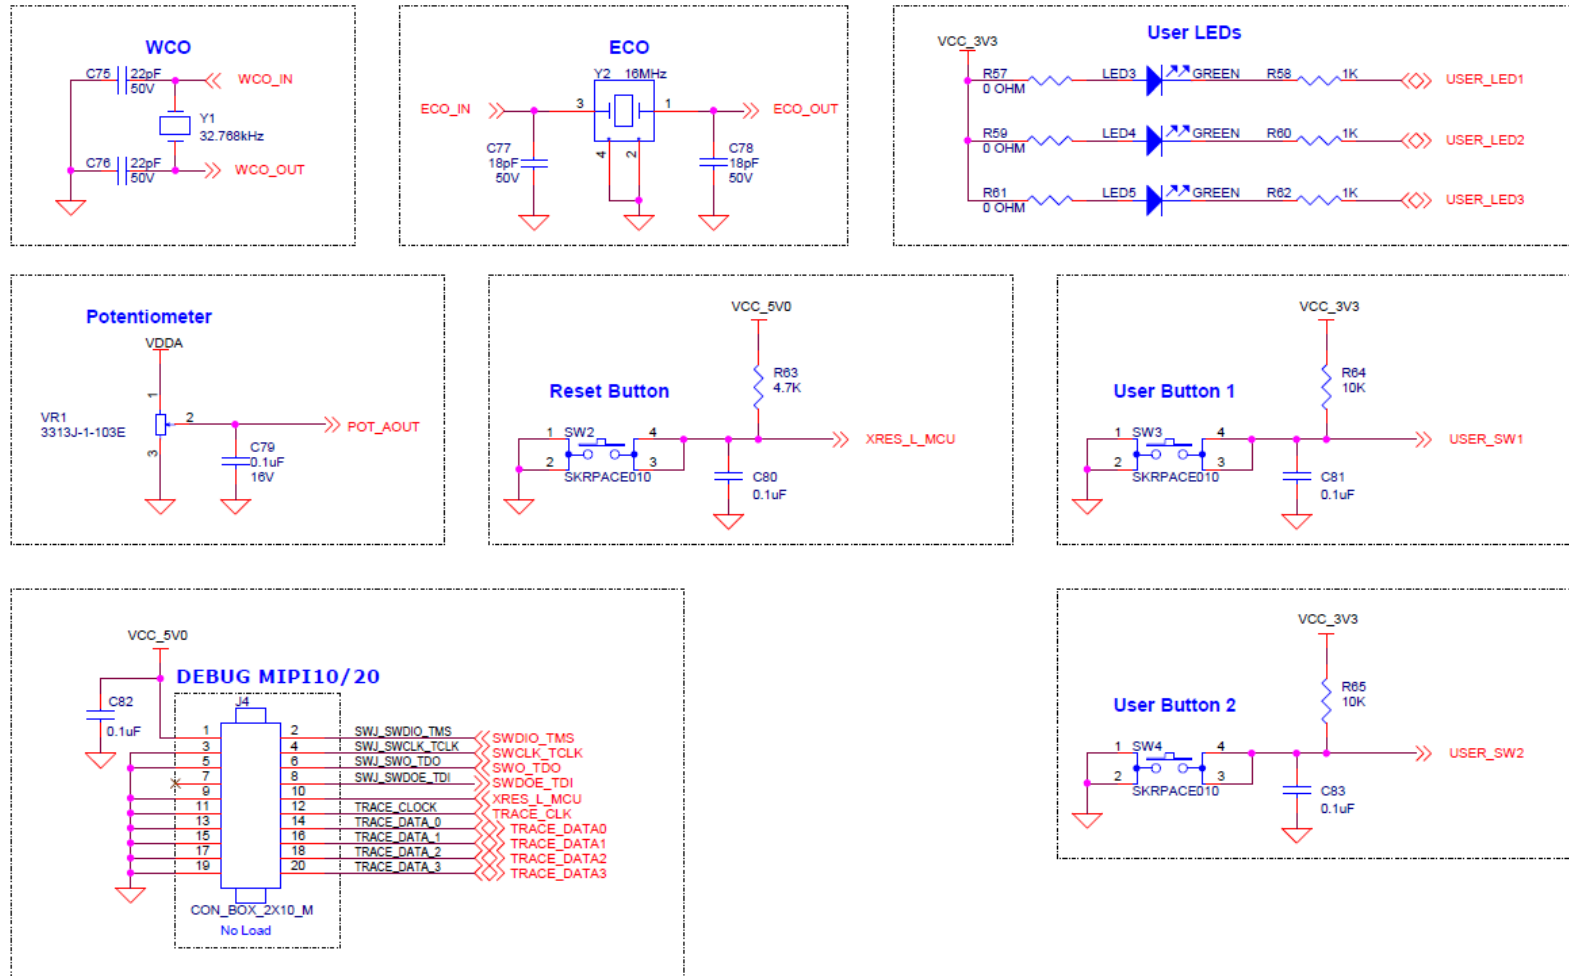 WCO
C75 22pF
50V
WCO_IN
Y1
32.768kHz
C76 22pF
50V
WCO_OUT
ECO
Y2 16MHz
ECO_IN
3
1
ECO_OUT
4
2
C77
18pF
50V
C78
18pF
50V
User LEDs
VCC_3V3
R57
0 OHM
LED3
GREEN
R58
1K
USER_LED1
R59
0 OHM
LED4
GREEN
R60
1K
USER_LED2
R61
0 OHM
LED5
GREEN
R62
1K
USER_LED3
Potentiometer
VDDA
1
VR1
3313J-1-103E
2
POT_AOUT
3
C79
0.1uF
16V
Reset Button
VCC_5V0
R63
4.7K
1
SW2
4
2
3
SKRPACE010
XRES_L_MCU
C80
0.1uF
User Button 1
VCC_3V3
R64
10K
1
SW3
4
2
3
SKRPACE010
USER_SW1
C81
0.1uF
VCC_5V0
DEBUG MIPI10/20
C82
0.1uF
J4
1
2
SWJ_SWDIO_TMS
SWDIO_TMS
3
4
SWJ_SWCLK_TCLK
SWCLK_TCLK
5
6
SWJ_SWO_TDO
SWO_TDO
7
8
SWJ_SWDOE_TDI
SWDOE_TDI
9
10
XRES_L_MCU
11
12
TRACE_CLOCK
TRACE_CLK
13
14
TRACE_DATA_0
TRACE_DATA0
15
16
TRACE_DATA_1
TRACE_DATA1
17
18
TRACE_DATA_2
TRACE_DATA2
19
20
TRACE_DATA_3
TRACE_DATA3
CON_BOX_2X10_M
No Load
User Button 2
VCC_3V3
R65
10K
1
SW4
4
2
3
SKRPACE010
USER_SW2
C83
0.1uF